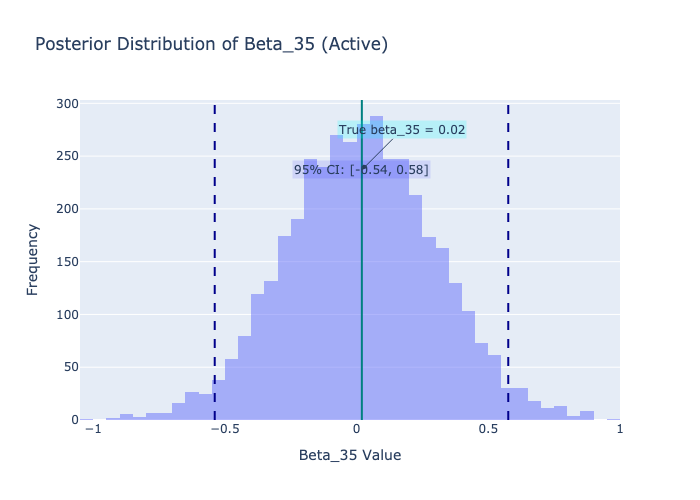 Posterior Distribution of Beta_35 (Active)
300
True beta_35 = 0.02
250
95% CI: [-0.54, 0.58]
200
Frequency
150
100
50
0
−1 −0.5 0 0.5 1
Beta_35 Value